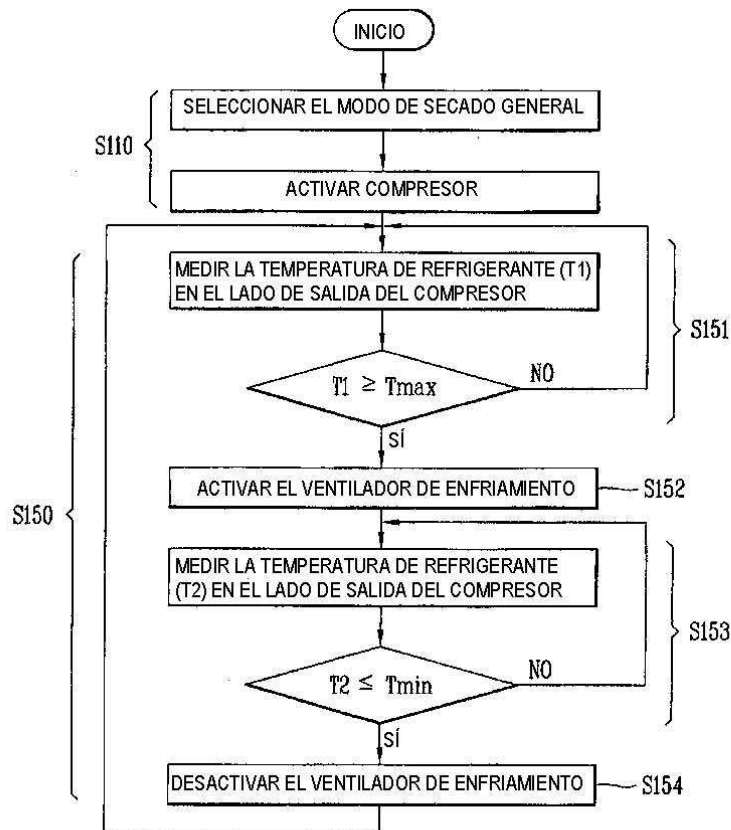 INICIO
SELECCIONAR EL MODO DE SECADO GENERAL
S110
ACTIVAR COMPRESOR
MEDIR LA TEMPERATURA DE REFRIGERANTE (T1)
EN EL LADO DE SALIDA DEL COMPRESOR
S151
T1 ≥ Tmax
NO
SÍ
ACTIVAR EL VENTILADOR DE ENFRIAMIENTO
S152
S150
MEDIR LA TEMPERATURA DE REFRIGERANTE
(T2) EN EL LADO DE SALIDA DEL COMPRESOR
S153
T2 ≤ Tmin
NO
SÍ
DESACTIVAR EL VENTILADOR DE ENFRIAMIENTO
S154